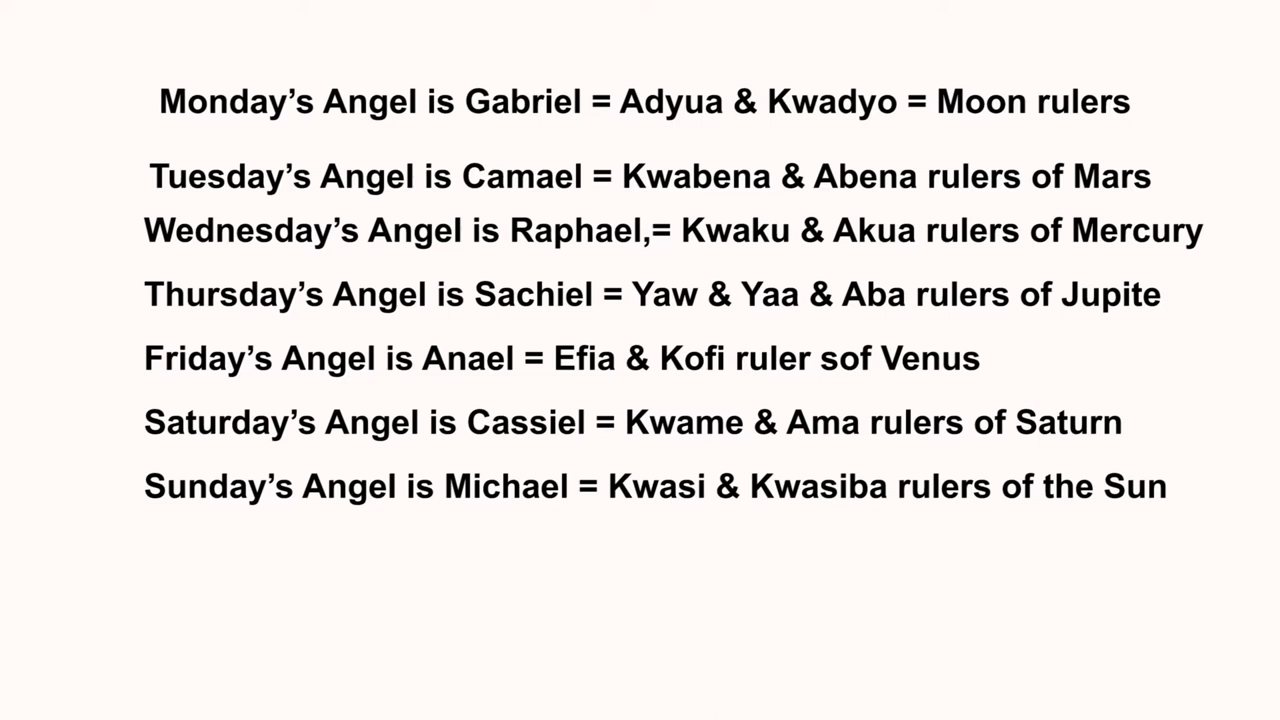 Monday’s Angel is Gabriel = Adyua & Kwadyo = Moon rulers
Tuesday’s Angel is Camael = Kwabena & Abena rulers of Mars
Wednesday’s Angel is Raphael,= Kwaku & Akua rulers of Mercury
Thursday’s Angel is Sachiel = Yaw & Yaa & Aba rulers of Jupite
Friday’s Angel is Anael = Efia & Kofi ruler sof Venus
Saturday’s Angel is Cassiel = Kwame & Ama rulers of Saturn
Sunday’s Angel is Michael = Kwasi & Kwasiba rulers of the Sun